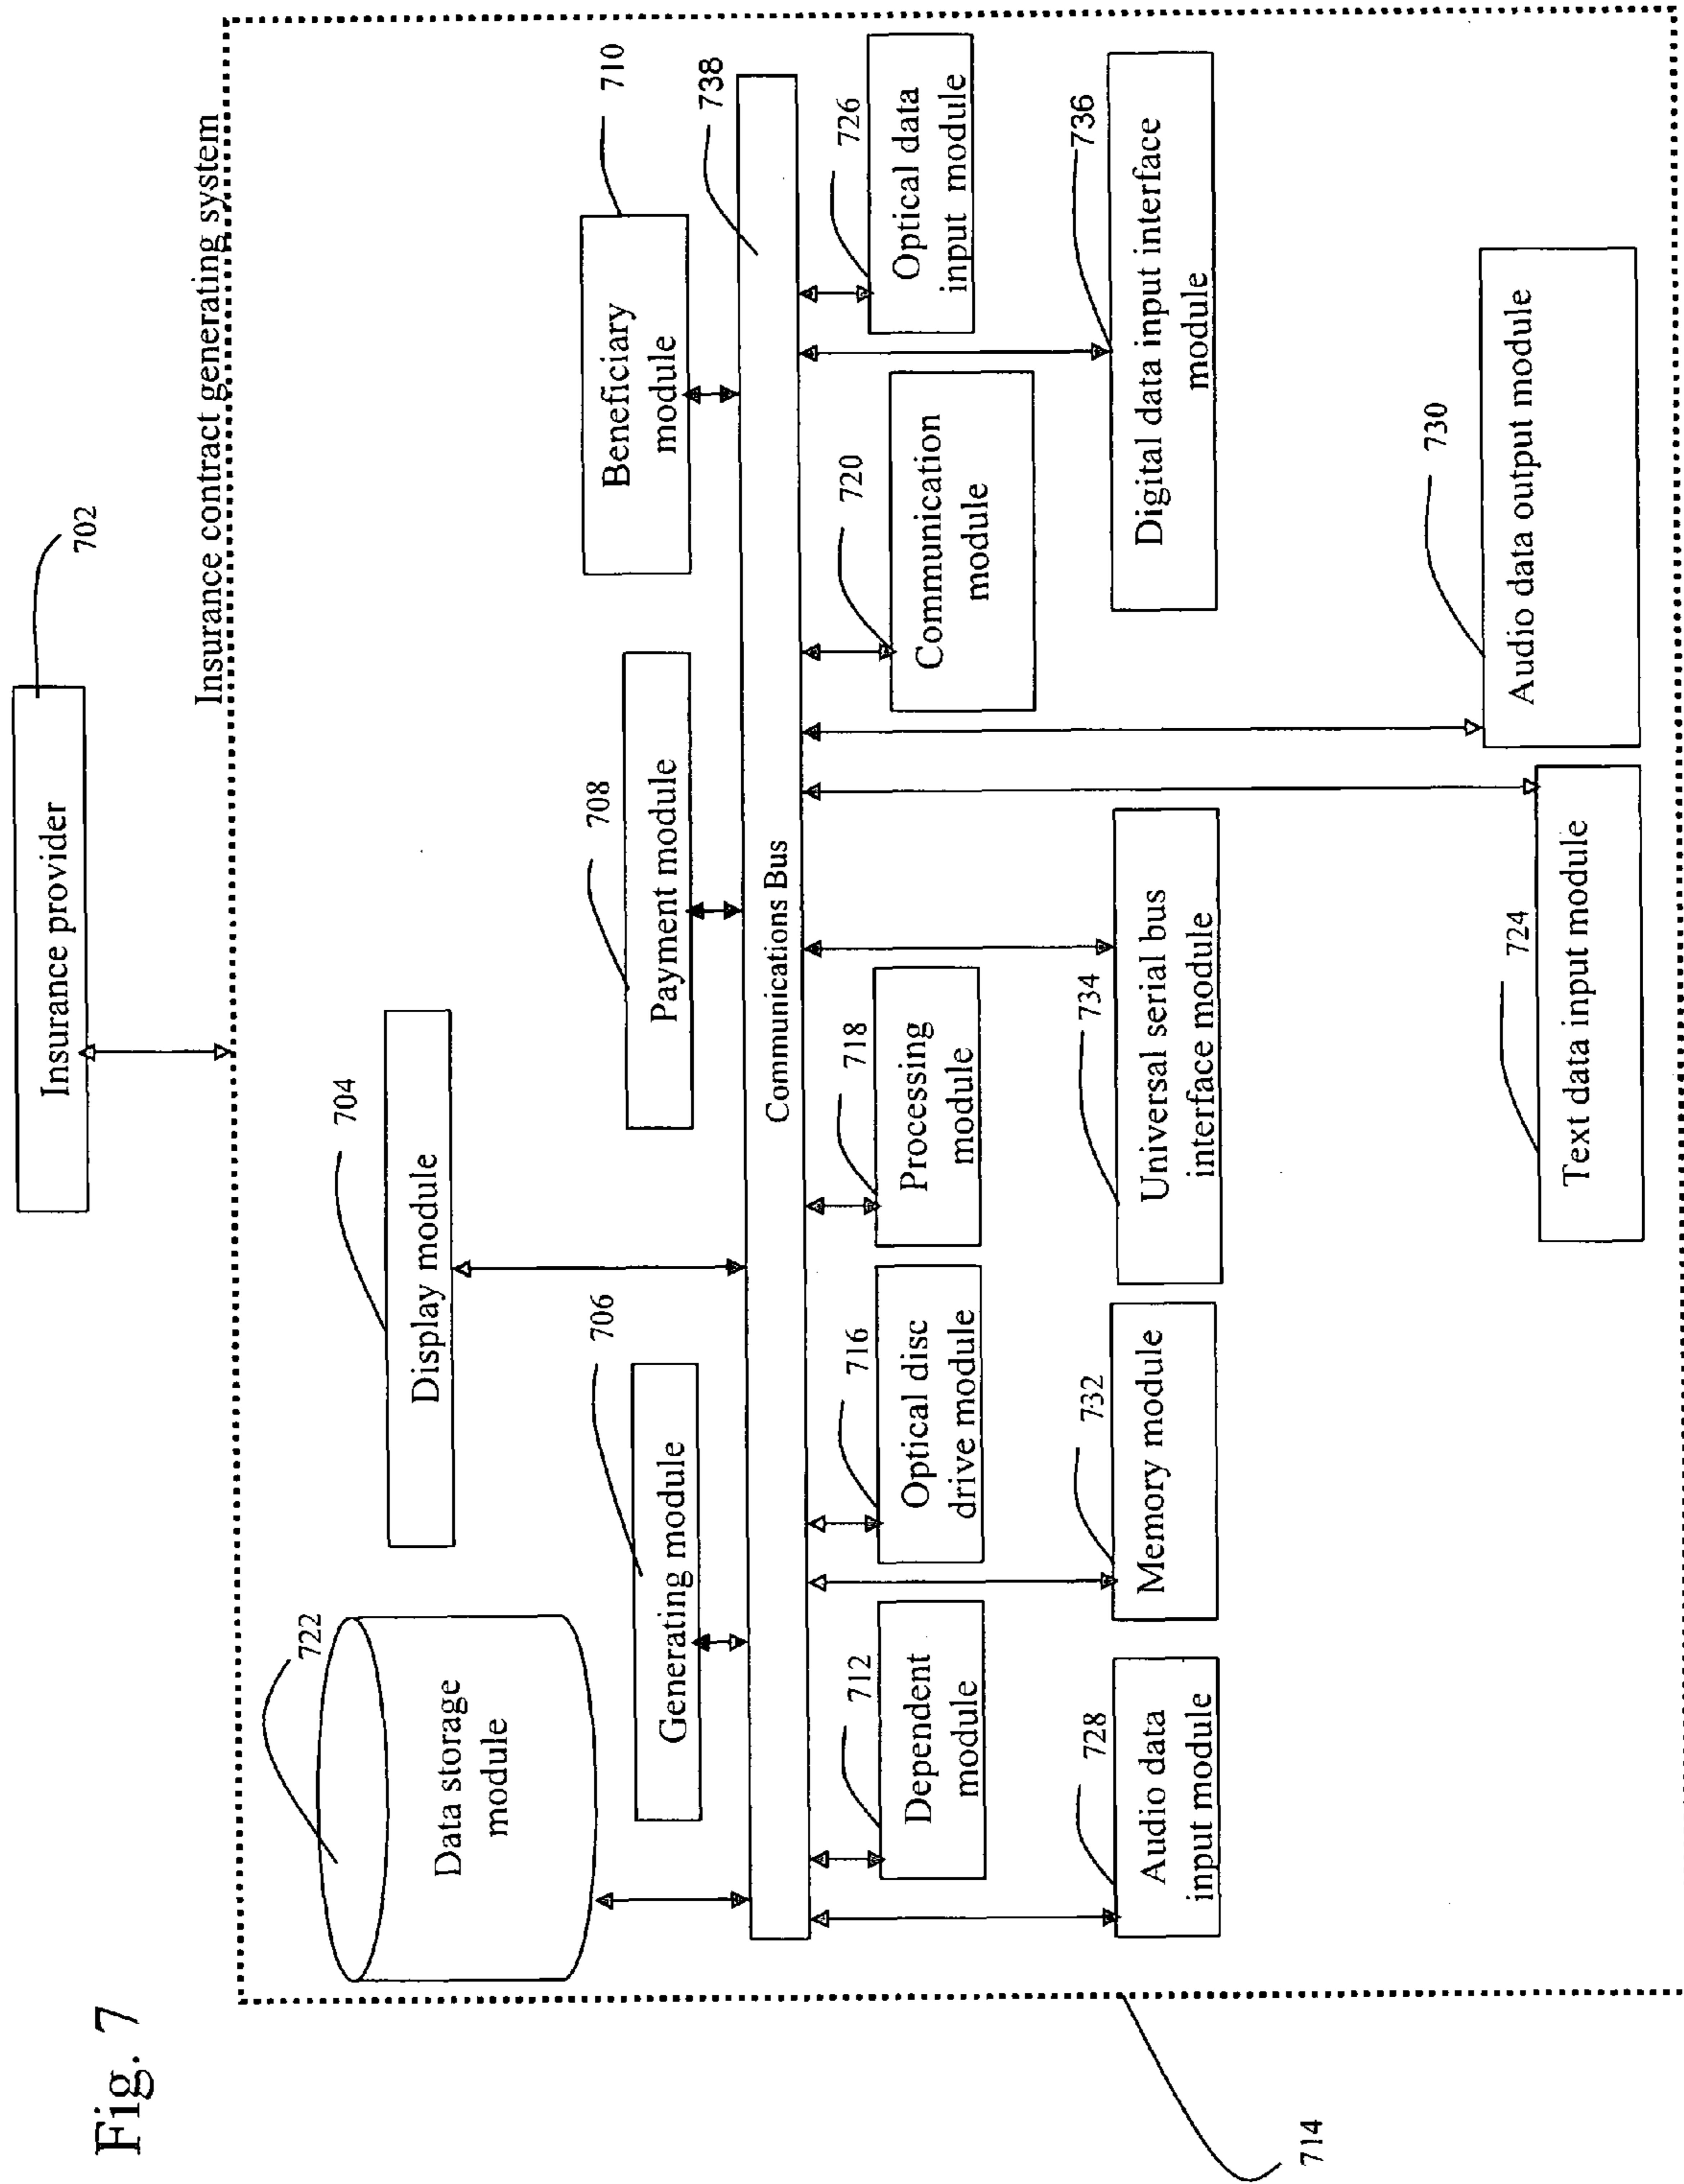 Fig. 7
Insurance provider
702
Insurance contract generating system
722
Data storage
module
704
Display module
706
Generating module
708
Payment module
710
Beneficiary
module
738
Communications Bus
712
Dependent
module
716
Optical disc
drive module
718
Processing
module
720
Communication
module
726
Optical data
input module
728
Audio data
input module
732
Memory module
734
Universal serial bus
interface module
736
Digital data input interface
module
724
Text data input module
730
Audio data output module
714